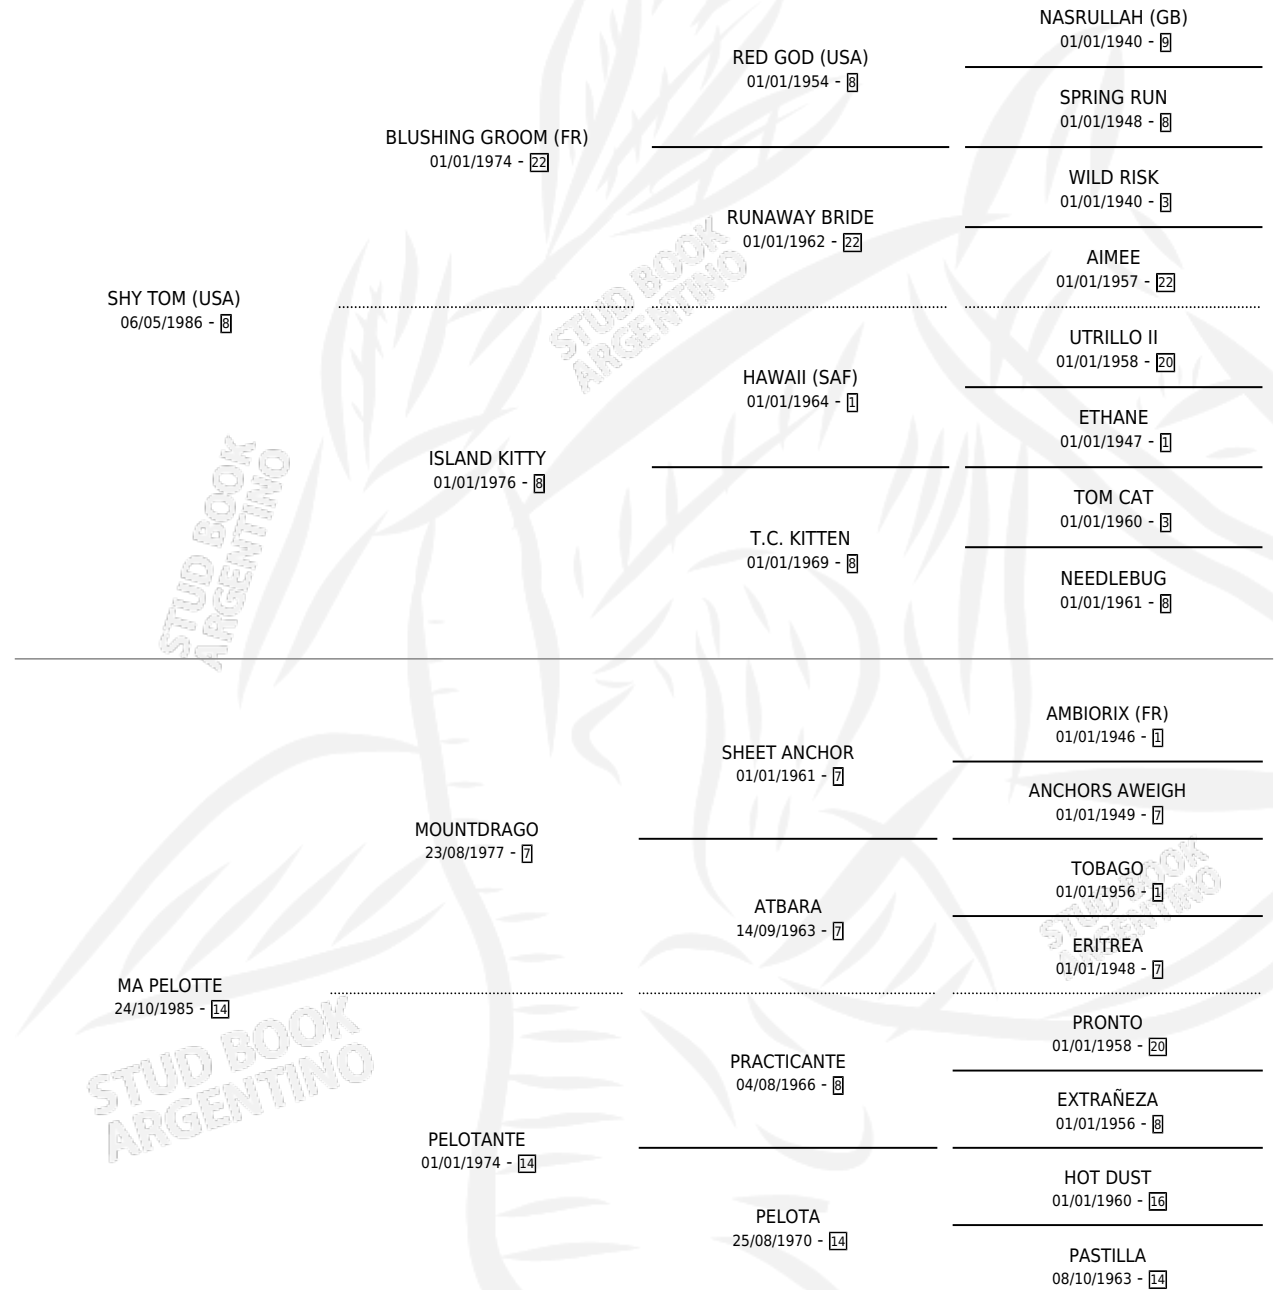 NASRULLAH (GB)
01/01/1940 - 9
RED GOD (USA)
01/01/1954 - 8
SPRING RUN
01/01/1948 - 8
BLUSHING GROOM (FR)
01/01/1974 - 22
WILD RISK
01/01/1940 - 3
RUNAWAY BRIDE
01/01/1962 - 22
AIMEE
01/01/1957 - 22
SHY TOM (USA)
06/05/1986 - 8
UTRILLO II
01/01/1958 - 20
HAWAII (SAF)
01/01/1964 - 1
ETHANE
01/01/1947 - 1
ISLAND KITTY
01/01/1976 - 8
TOM CAT
01/01/1960 - 3
T.C. KITTEN
01/01/1969 - 8
NEEDLEBUG
01/01/1961 - 8
AMBIORIX (FR)
01/01/1946 - 1
SHEET ANCHOR
01/01/1961 - 7
ANCHORS AWEIGH
01/01/1949 - 7
MOUNTDRAGO
23/08/1977 - 7
TOBAGO
01/01/1956 - 1
ATBARA
14/09/1963 - 7
ERITREA
01/01/1948 - 7
MA PELOTTE
24/10/1985 - 14
PRONTO
01/01/1958 - 20
PRACTICANTE
04/08/1966 - 8
EXTRAÑEZA
01/01/1956 - 8
PELOTANTE
01/01/1974 - 14
HOT DUST
01/01/1960 - 16
PELOTA
25/08/1970 - 14
PASTILLA
08/10/1963 - 14
STUD BOOK
ARGENTINO
STUD BOOK
ARGENTINO
STUD BOOK
ARGENTINO
STUD BOOK
ARGENTINO